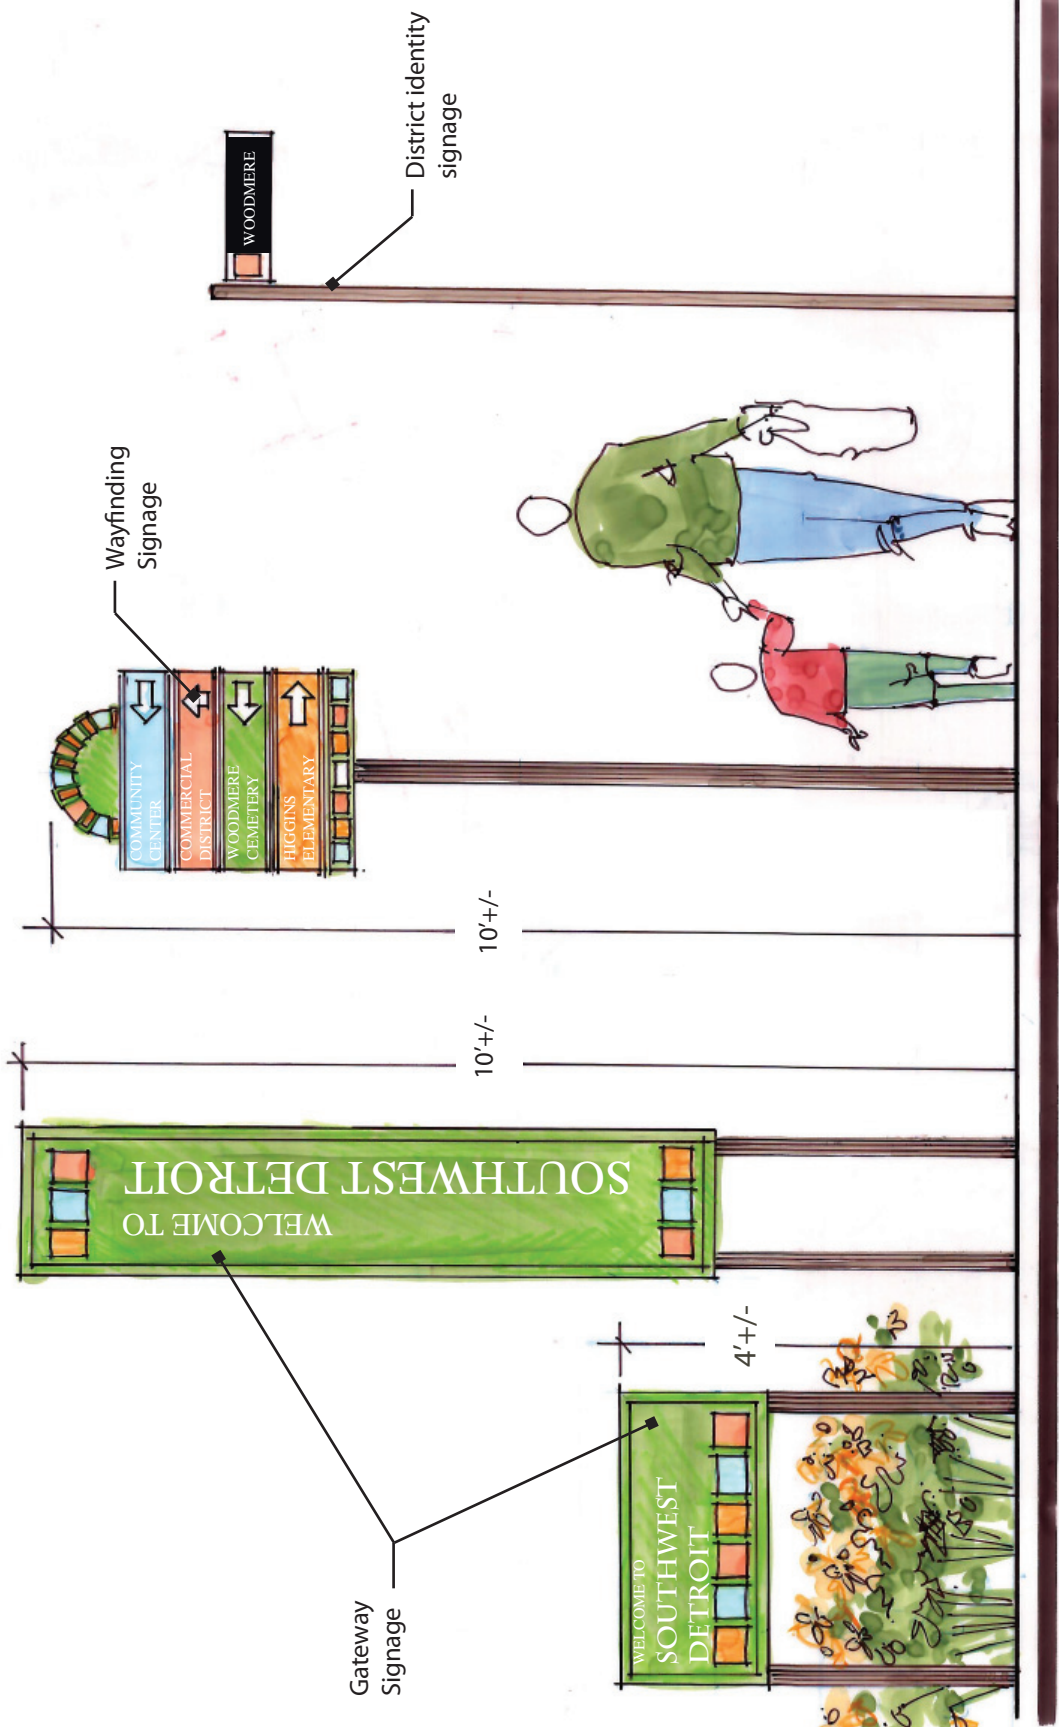 Gateway
Signage
WELCOME TO
SOUTHWEST
DETROIT
4'+/-
WELCOME TO
SOUTHWEST DETROIT
10'+/-
10'+/-
COMMUNITY
CENTER
COMMERCIAL
DISTRICT
WOODMERE
CEMETERY
HIGGINS
ELEMENTARY
Wayfinding
Signage
WOODMERE
District identity
signage